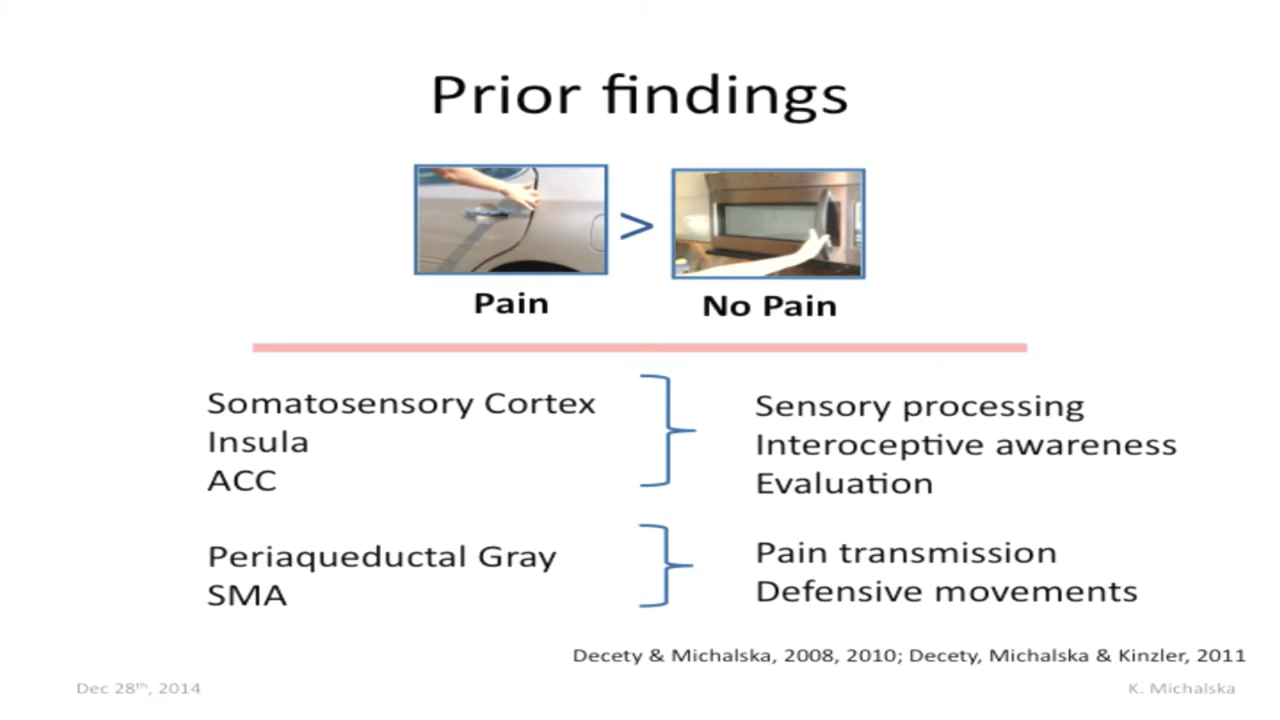 Prior findings
>
Pain
No Pain
Somatosensory Cortex
Insula
ACC
Sensory processing
Interoceptive awareness
Evaluation
Periaqueductal Gray
SMA
Pain transmission
Defensive movements
Decety & Michalska, 2008, 2010; Decety, Michalska & Kinzler, 2011
Dec 28th, 2014
K. Michalska